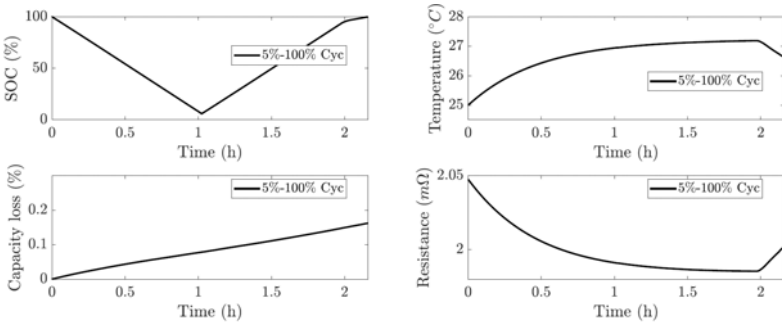 SOC (%)
100
50
0
5%-100% Cyc
0
0.5
1
1.5
2
Time (h)
Temperature (°C)
28
27
26
25
5%-100% Cyc
0
0.5
1
1.5
2
Time (h)
Capacity loss (%)
0.2
0.1
0
5%-100% Cyc
0
0.5
1
1.5
2
Time (h)
Resistance (mΩ)
2.05
2
5%-100% Cyc
0
0.5
1
1.5
2
Time (h)